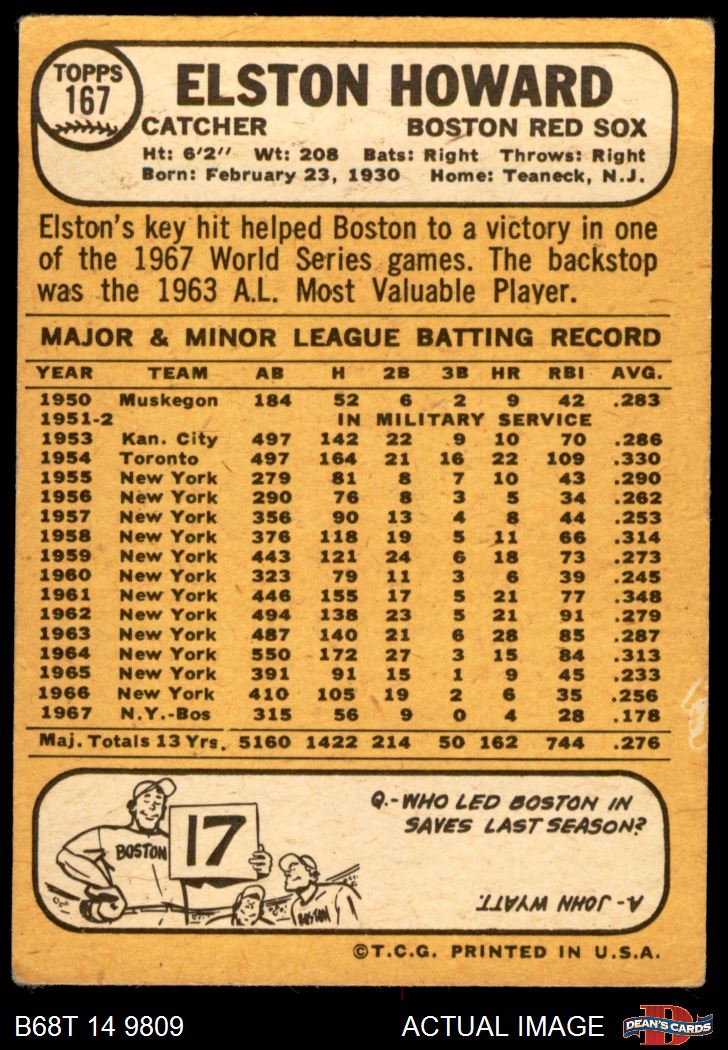 TOPPS
167
ELSTON HOWARD
CATCHER BOSTON RED SOX
Ht: 6'2" Wt: 208 Bats: Right Throws: Right
Born: February 23, 1930 Home: Teaneck, N.J.
Elston's key hit helped Boston to a victory in one
of the 1967 World Series games. The backstop
was the 1963 A.L. Most Valuable Player.
MAJOR & MINOR LEAGUE BATTING RECORD
YEAR TEAM AB H 2B 3B HR RBI AVG.
1950 Muskegon 184 52 6 2 9 42 .283
1951-2 IN MILITARY SERVICE
1953 Kan. City 497 142 22 9 10 70 .286
1954 Toronto 497 164 21 16 22 109 .330
1955 New York 279 81 8 7 10 43 .290
1956 New York 290 76 8 3 5 34 .262
1957 New York 356 90 13 4 8 44 .253
1958 New York 376 118 19 5 11 66 .314
1959 New York 443 121 24 6 18 73 .273
1960 New York 323 79 11 3 6 39 .245
1961 New York 446 155 17 5 21 77 .348
1962 New York 494 138 23 5 21 91 .279
1963 New York 487 140 21 6 28 85 .287
1964 New York 550 172 27 3 15 84 .313
1965 New York 391 91 15 1 9 45 .233
1966 New York 410 105 19 2 6 35 .256
1967 N.Y.-Bos 315 56 9 0 4 28 .178
Maj. Totals 13 Yrs. 5160 1422 214 50 162 744 .276
Q.-WHO LED BOSTON IN
SAVES LAST SEASON?
17
BOSTON
BOSTON
A.-JOHN WYATT.
©T.C.G. PRINTED IN U.S.A.
B68T 14 9809 ACTUAL IMAGE
DEAN'S CARDS